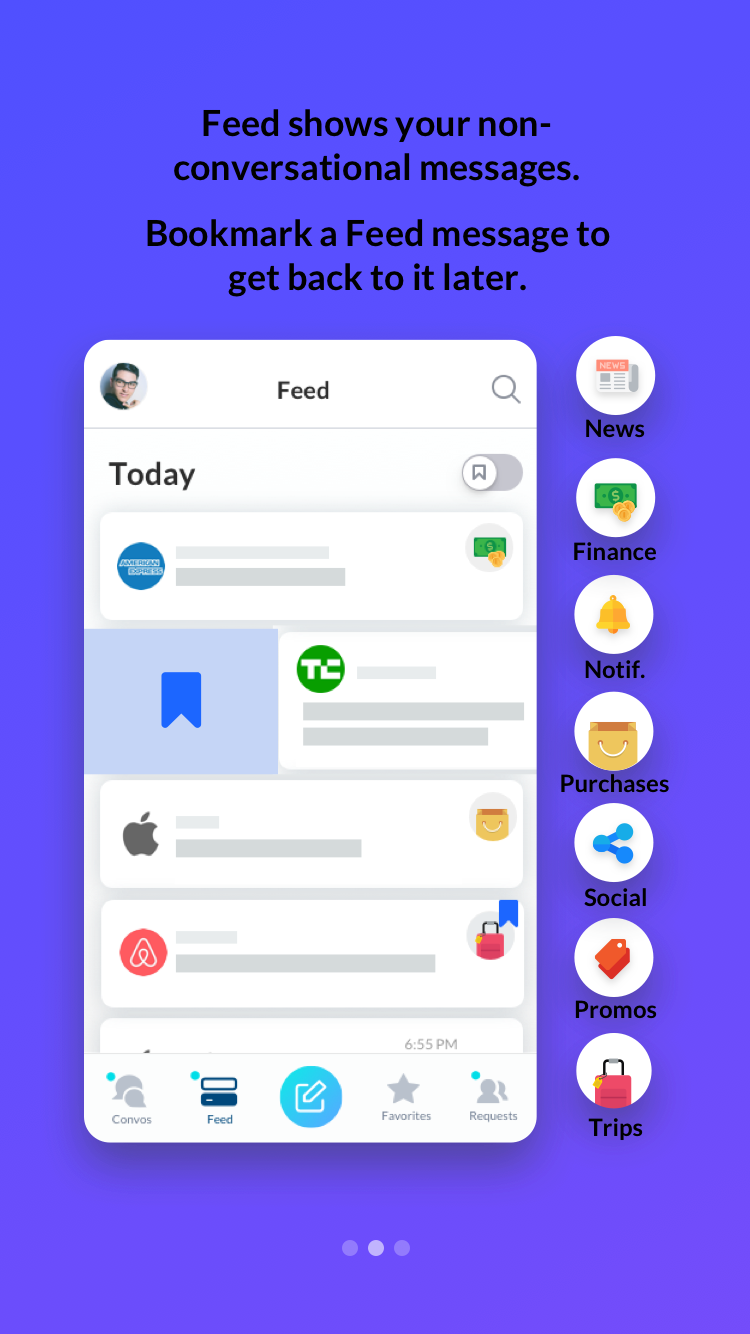 Feed shows your non-
conversational messages.
Bookmark a Feed message to
get back to it later.
Feed
Today
AMERICAN
EXPRESS
TC
6:55 PM
Convos
Feed
Favorites
Requests
NEWS
News
Finance
Notif.
Purchases
Social
Promos
Trips